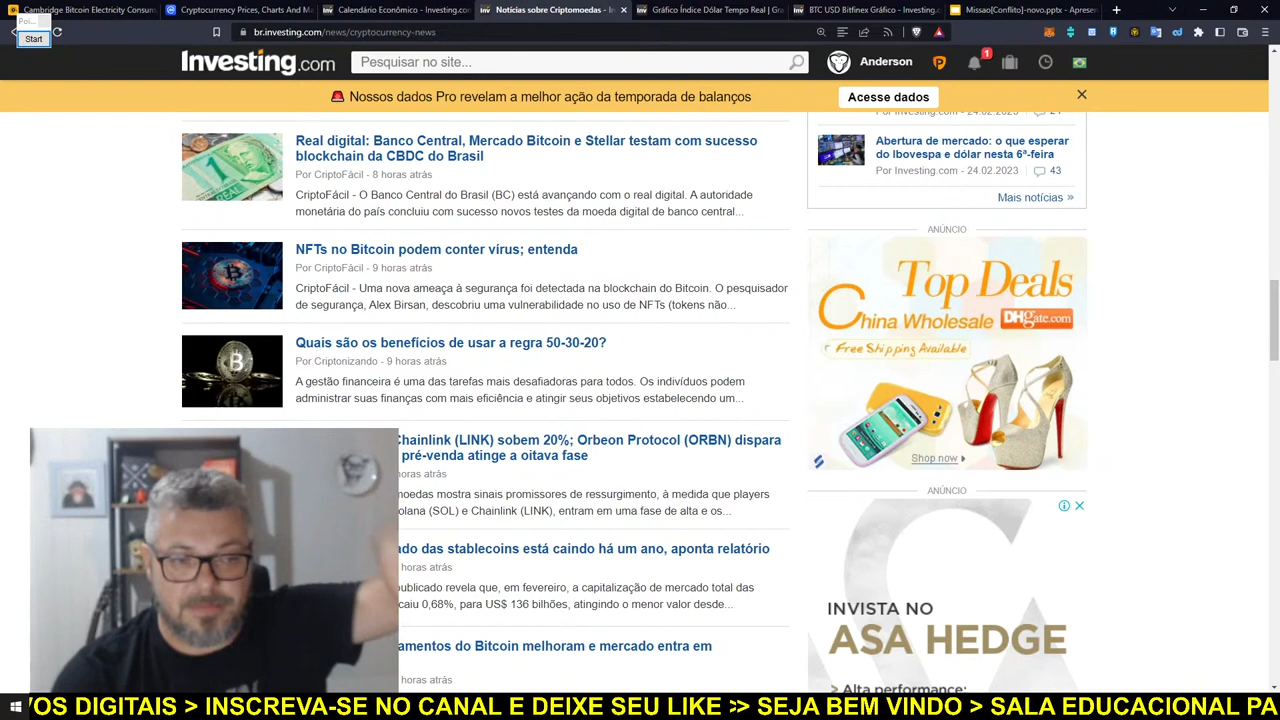 Cambridge Bitcoin Electricity Consum
Cryptocurrency Prices, Charts And M
Calendário Econômico - Investing.c
Notícias sobre Criptomoedas - In
Gráfico Índice Dólar Tempo Real | Gra
BTC USD Bitfinex Gráfico - Investing.c
Missao[Conflito]-novo.pptx - Aprese
Poi...
Start
br.investing.com/news/cryptocurrency-news
Investing.com
Pesquisar no site...
Anderson
1
🚨 Nossos dados Pro revelam a melhor ação da temporada de balanços
Acesse dados
Real digital: Banco Central, Mercado Bitcoin e Stellar testam com sucesso
blockchain da CBDC do Brasil
Por CriptoFácil - 8 horas atrás
CriptoFácil - O Banco Central do Brasil (BC) está avançando com o real digital. A autoridade
monetária do país concluiu com sucesso novos testes da moeda digital de banco central...
NFTs no Bitcoin podem conter vírus; entenda
Por CriptoFácil - 9 horas atrás
CriptoFácil - Uma nova ameaça à segurança foi detectada na blockchain do Bitcoin. O pesquisador
de segurança, Alex Birsan, descobriu uma vulnerabilidade no uso de NFTs (tokens não...
Quais são os benefícios de usar a regra 50-30-20?
Por Criptonizando - 9 horas atrás
A gestão financeira é uma das tarefas mais desafiadoras para todos. Os indivíduos podem
administrar suas finanças com mais eficiência e atingir seus objetivos estabelecendo um...
Chainlink (LINK) sobem 20%; Orbeon Protocol (ORBN) dispara
pré-venda atinge a oitava fase
horas atrás
moedas mostra sinais promissores de ressurgimento, à medida que players
olana (SOL) e Chainlink (LINK), entram em uma fase de alta e os...
ado das stablecoins está caindo há um ano, aponta relatório
horas atrás
publicado revela que, em fevereiro, a capitalização de mercado total das
caiu 0,68%, para US$ 136 bilhões, atingindo o menor valor desde...
amentos do Bitcoin melhoram e mercado entra em
horas atrás
Por Investing.com - 24.02.2023
Abertura de mercado: o que esperar
do Ibovespa e dólar nesta 6ª-feira
Por Investing.com - 24.02.2023
43
Mais notícias »
ANÚNCIO
Top Deals
China Wholesale
DHgate.com
Free Shipping Available
Shop now
ANÚNCIO
INVISTA NO
ASA HEDGE
> Alta performance:
VOS DIGITAIS > INSCREVA-SE NO CANAL E DEIXE SEU LIKE >> SEJA BEM VINDO > SALA EDUCACIONAL PA